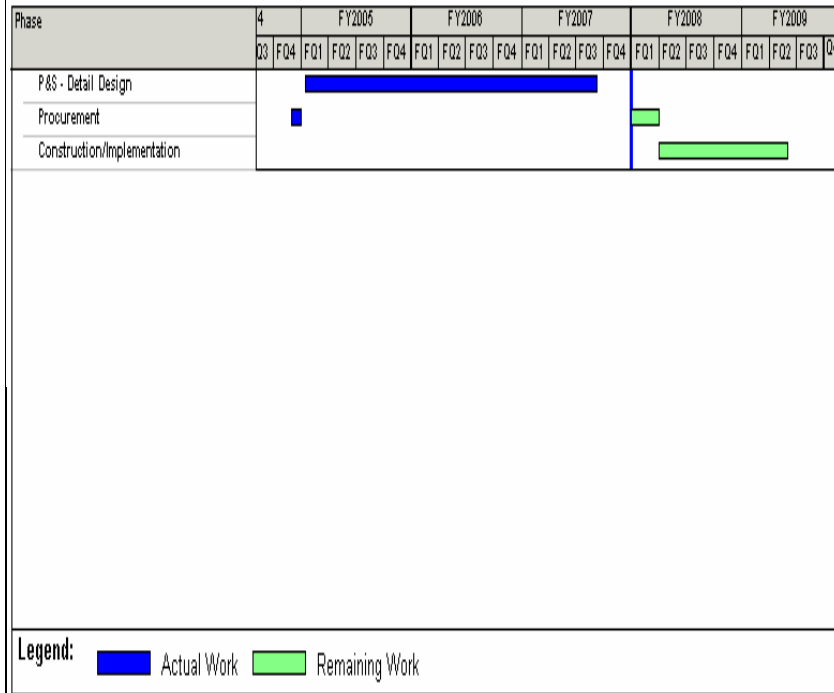 Phase 4 FY2005 FY2006 FY2007 FY2008 FY2009
Q3 FQ4 FQ1 FQ2 FQ3 FQ4 FQ1 FQ2 FQ3 FQ4 FQ1 FQ2 FQ3 FQ4 FQ1 FQ2 FQ3 FQ4 FQ1 FQ2 FQ3
P&S - Detail Design
Procurement
Construction/Implementation
Legend: Actual Work Remaining Work